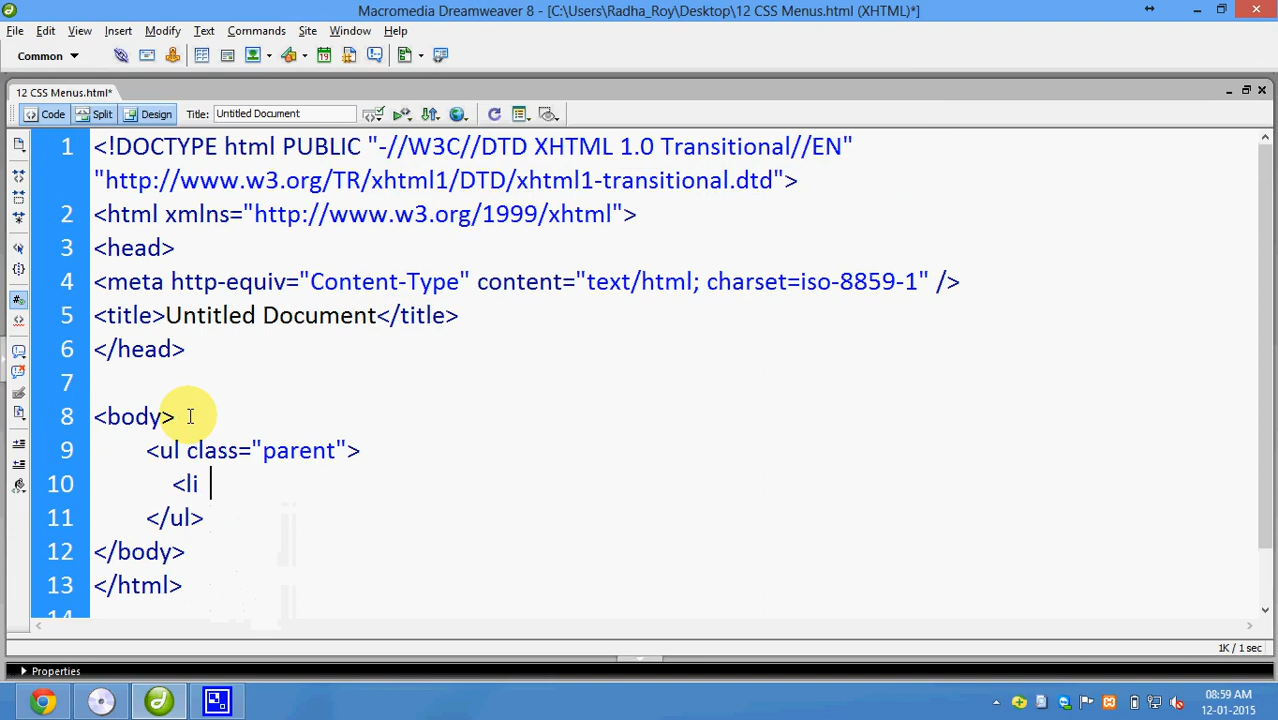 Macromedia Dreamweaver 8 - [C:\Users\Radha_Roy\Desktop\12 CSS Menus.html (XHTML)*]
File Edit View Insert Modify Text Commands Site Window Help
Common
12 CSS Menus.html*
Code Split Design Title: Untitled Document
1 <!DOCTYPE html PUBLIC "-//W3C//DTD XHTML 1.0 Transitional//EN"
"http://www.w3.org/TR/xhtml1/DTD/xhtml1-transitional.dtd">
2 <html xmlns="http://www.w3.org/1999/xhtml">
3 <head>
4 <meta http-equiv="Content-Type" content="text/html; charset=iso-8859-1" />
5 <title>Untitled Document</title>
6 </head>
7
8 <body>
9 <ul class="parent">
10 <li
11 </ul>
12 </body>
13 </html>
14
1K / 1 sec
Properties
08:59 AM
12-01-2015